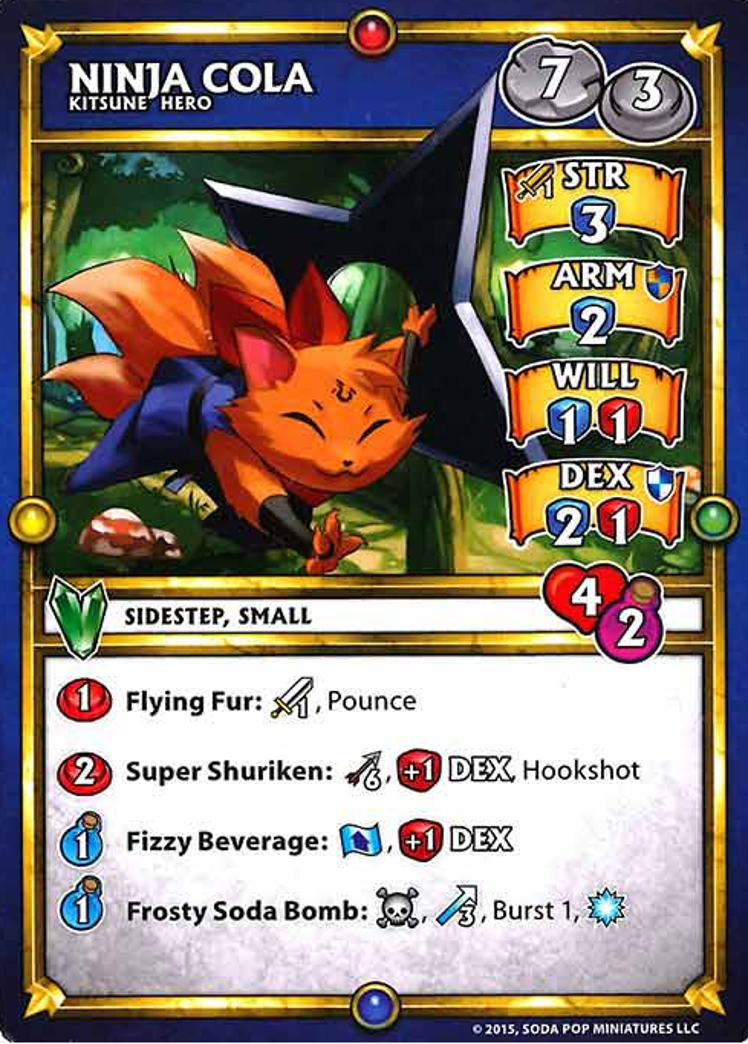 NINJA COLA
KITSUNE HERO
7 3
1 STR
3
ARM
2
WILL
1 1
DEX
2 1
SIDESTEP, SMALL
4 2
1 Flying Fur: 1, Pounce
2 Super Shuriken: 6, +1 DEX, Hookshot
1 Fizzy Beverage: , +1 DEX
1 Frosty Soda Bomb: , 3, Burst 1,
© 2015, SODA POP MINIATURES LLC